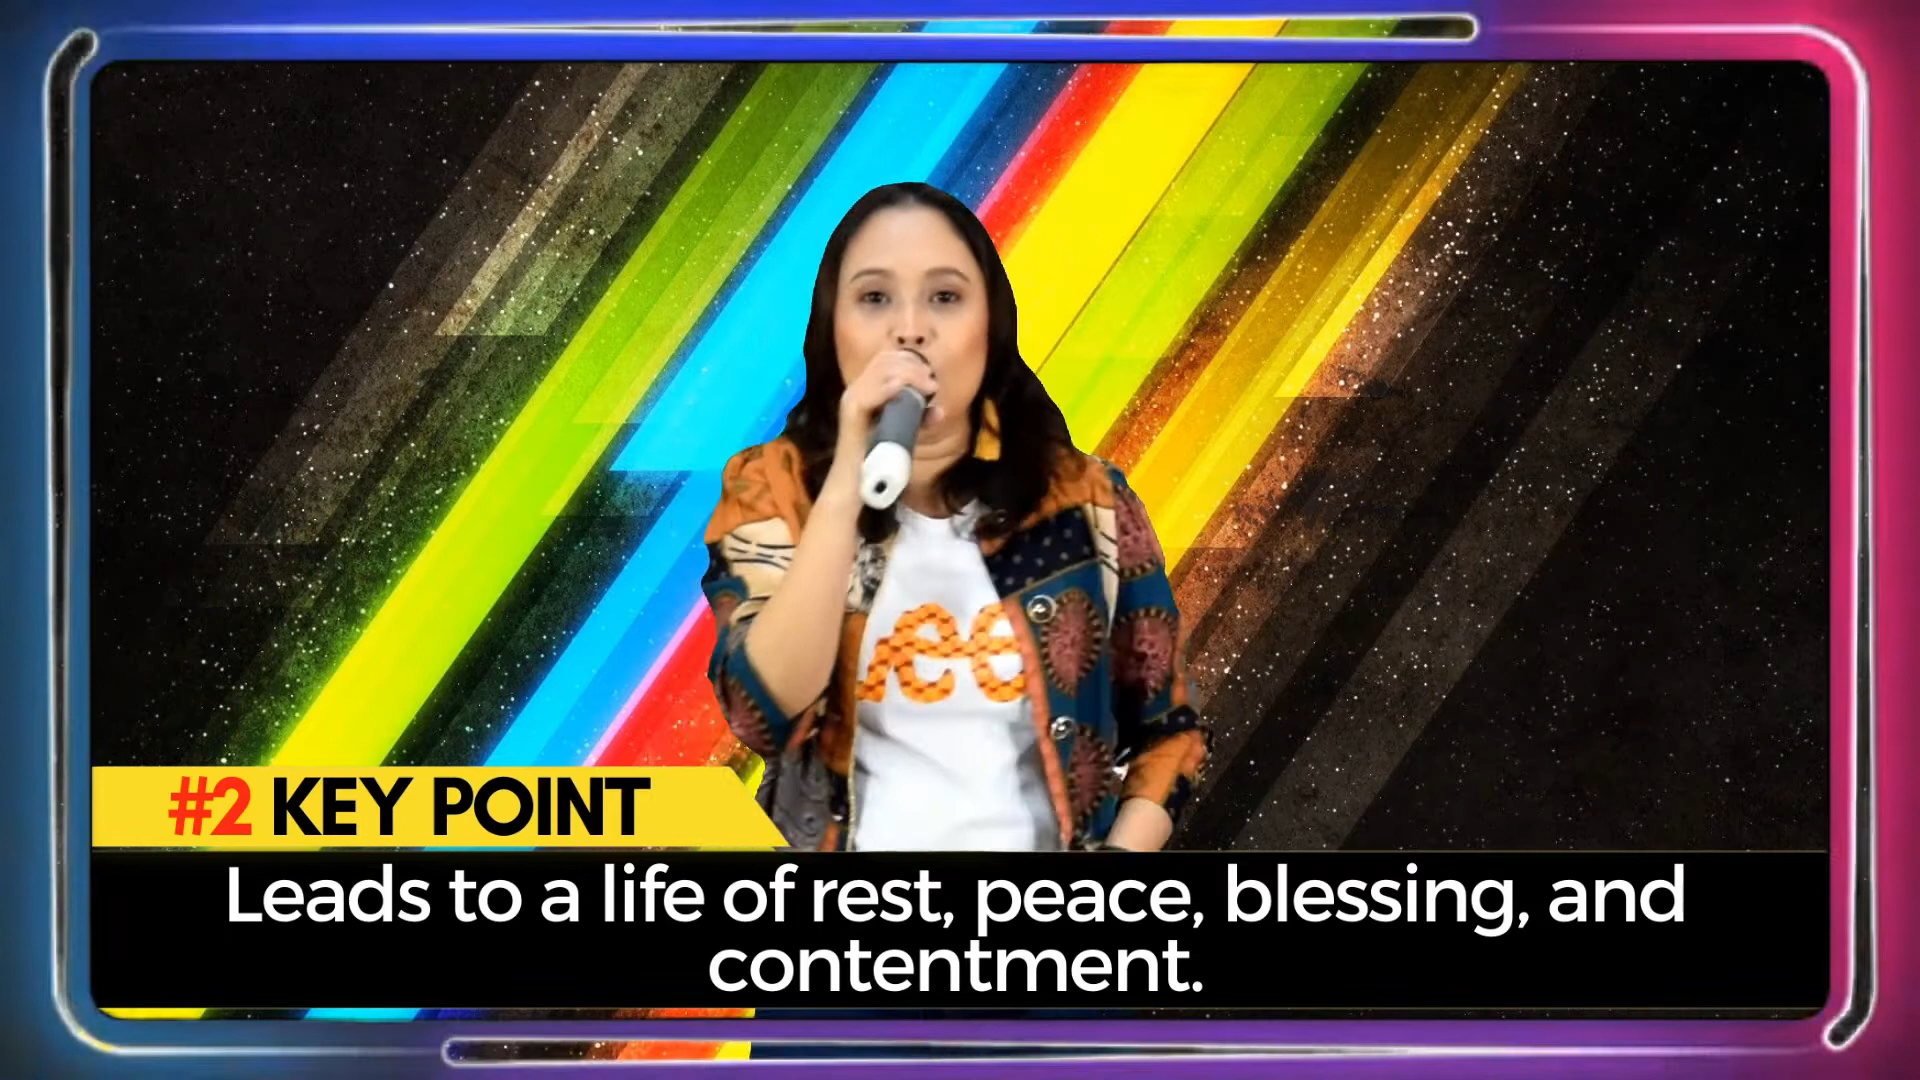 #2 KEY POINT
Leads to a life of rest, peace, blessing, and
contentment.